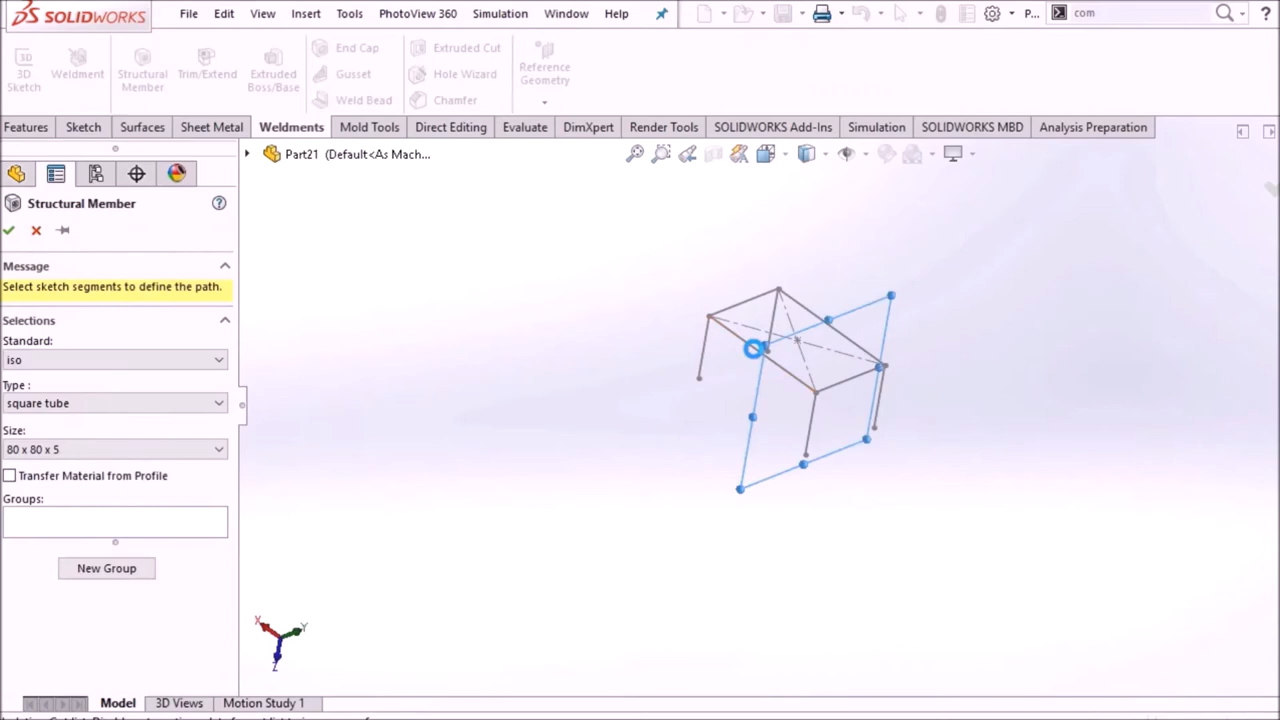 SOLIDWORKS File Edit View Insert Tools PhotoView 360 Simulation Window Help P... com ?
3D Sketch
Weldment
Structural Member
Trim/Extend
Extruded Boss/Base
End Cap
Gusset
Weld Bead
Extruded Cut
Hole Wizard
Chamfer
Reference Geometry
Features Sketch Surfaces Sheet Metal Weldments Mold Tools Direct Editing Evaluate DimXpert Render Tools SOLIDWORKS Add-Ins Simulation SOLIDWORKS MBD Analysis Preparation
Part21 (Default<As Mach...
Structural Member ?
Message
Select sketch segments to define the path.
Selections
Standard:
iso
Type :
square tube
Size:
80 x 80 x 5
Transfer Material from Profile
Groups:
New Group
X Y
Z
Model 3D Views Motion Study 1